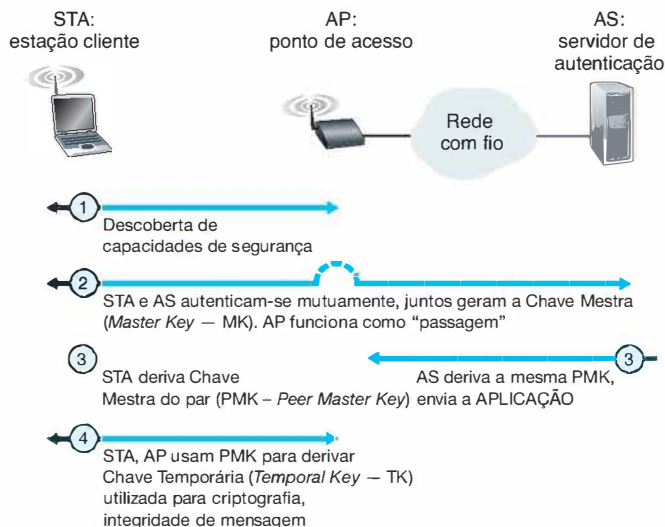 STA:
estação cliente
AP:
ponto de acesso
AS:
servidor de
autenticação
Rede
com fio
1
Descoberta de
capacidades de segurança
2
STA e AS autenticam-se mutuamente, juntos geram a Chave Mestra
(Master Key — MK). AP funciona como “passagem”
3
STA deriva Chave
Mestra do par (PMK – Peer Master Key)
3
AS deriva a mesma PMK,
envia a APLICAÇÃO
4
STA, AP usam PMK para derivar
Chave Temporária (Temporal Key — TK)
utilizada para criptografia,
integridade de mensagem